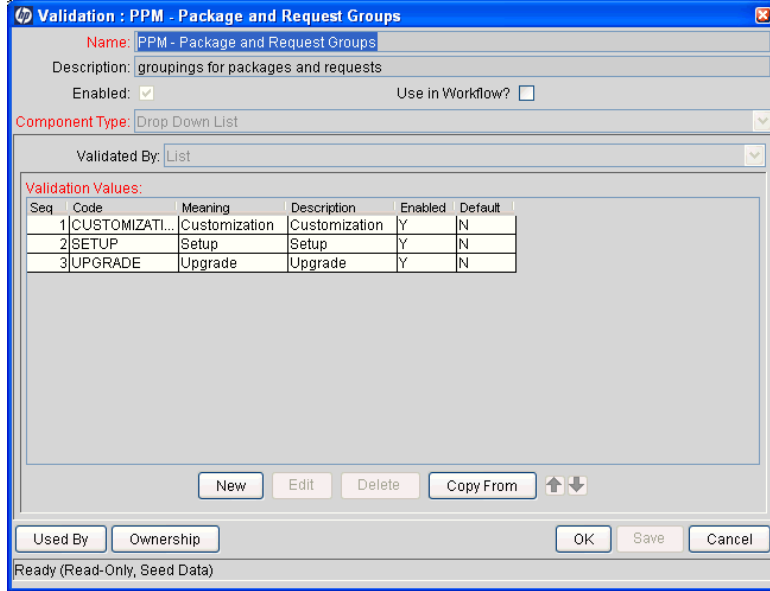 hp Validation : PPM - Package and Request Groups
Name: PPM - Package and Request Groups
Description: groupings for packages and requests
Enabled: Use in Workflow?
Component Type: Drop Down List
Validated By: List
Validation Values:
Seq Code Meaning Description Enabled Default
1 CUSTOMIZATI... Customization Customization Y N
2 SETUP Setup Setup Y N
3 UPGRADE Upgrade Upgrade Y N
New Edit Delete Copy From
Used By Ownership OK Save Cancel
Ready (Read-Only, Seed Data)